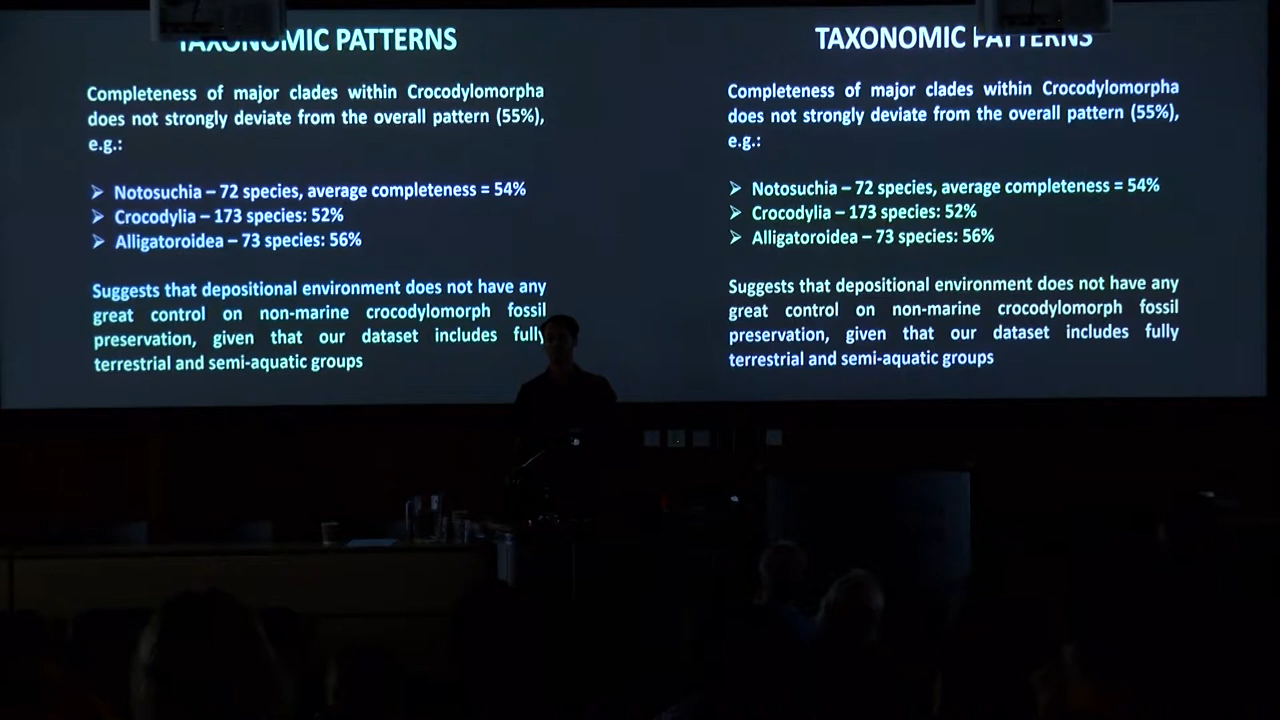 TAXONOMIC PATTERNS
Completeness of major clades within Crocodylomorpha
does not strongly deviate from the overall pattern (55%),
e.g.:
➢ Notosuchia – 72 species, average completeness = 54%
➢ Crocodylia – 173 species: 52%
➢ Alligatoroidea – 73 species: 56%
Suggests that depositional environment does not have any
great control on non-marine crocodylomorph fossil
preservation, given that our dataset includes fully
terrestrial and semi-aquatic groups
TAXONOMIC PATTERNS
Completeness of major clades within Crocodylomorpha
does not strongly deviate from the overall pattern (55%),
e.g.:
➢ Notosuchia – 72 species, average completeness = 54%
➢ Crocodylia – 173 species: 52%
➢ Alligatoroidea – 73 species: 56%
Suggests that depositional environment does not have any
great control on non-marine crocodylomorph fossil
preservation, given that our dataset includes fully
terrestrial and semi-aquatic groups